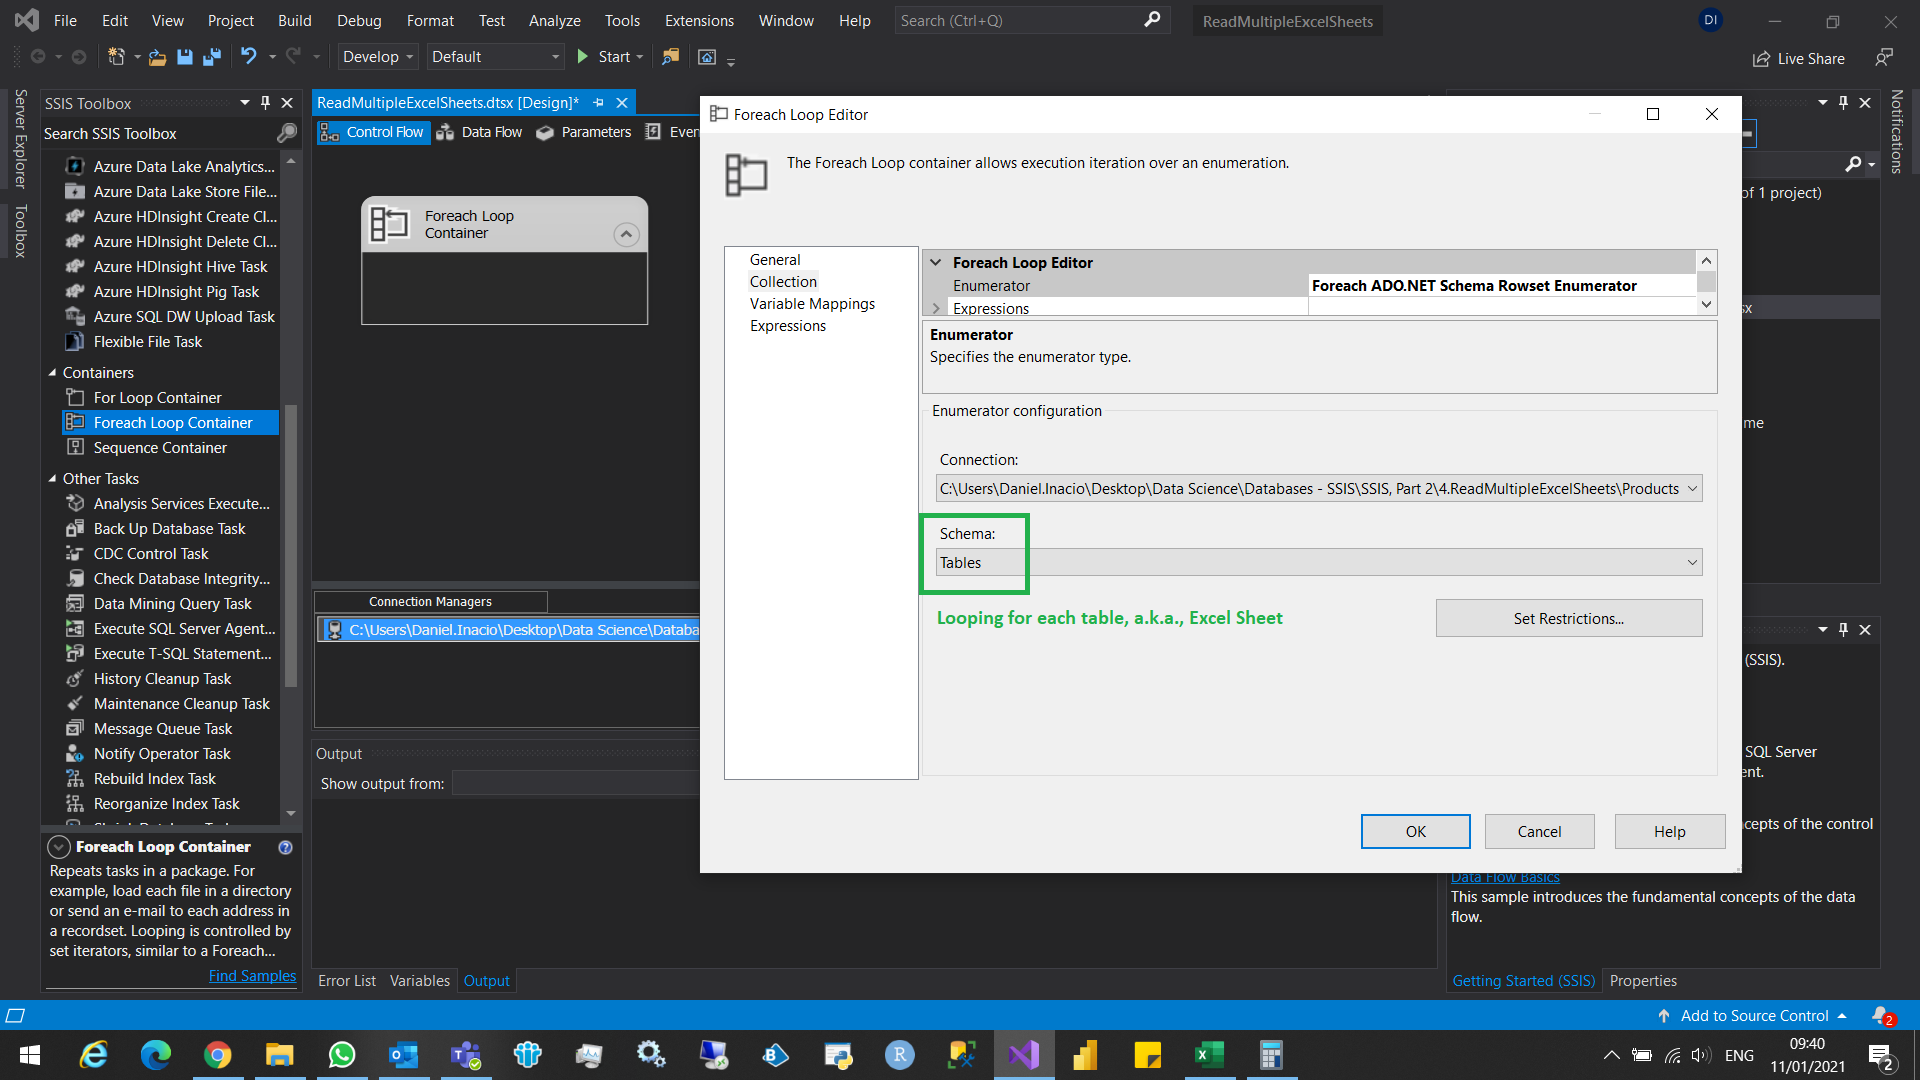 File Edit View Project Build Debug Format Test Analyze Tools Extensions Window Help Search (Ctrl+Q) ReadMultipleExcelSheets DI
Develop Default Start Live Share
Server Explorer
Toolbox
SSIS Toolbox
Search SSIS Toolbox
Azure Data Lake Analytics...
Azure Data Lake Store File...
Azure HDInsight Create Cl...
Azure HDInsight Delete Cl...
Azure HDInsight Hive Task
Azure HDInsight Pig Task
Azure SQL DW Upload Task
Flexible File Task
Containers
For Loop Container
Foreach Loop Container
Sequence Container
Other Tasks
Analysis Services Execute...
Back Up Database Task
CDC Control Task
Check Database Integrity...
Data Mining Query Task
Execute SQL Server Agent...
Execute T-SQL Statement...
History Cleanup Task
Maintenance Cleanup Task
Message Queue Task
Notify Operator Task
Rebuild Index Task
Reorganize Index Task
Foreach Loop Container
Repeats tasks in a package. For
example, load each file in a directory
or send an e-mail to each address in
a recordset. Looping is controlled by
set iterators, similar to a Foreach...
Find Samples
ReadMultipleExcelSheets.dtsx [Design]*
Control Flow Data Flow Parameters Even
Foreach Loop
Container
Connection Managers
C:\Users\Daniel.Inacio\Desktop\Data Science\Databa
Output
Show output from:
Error List Variables Output
Foreach Loop Editor
The Foreach Loop container allows execution iteration over an enumeration.
General
Collection
Variable Mappings
Expressions
Foreach Loop Editor
Enumerator Foreach ADO.NET Schema Rowset Enumerator
Expressions
Enumerator
Specifies the enumerator type.
Enumerator configuration
Connection:
C:\Users\Daniel.Inacio\Desktop\Data Science\Databases - SSIS\SSIS, Part 2\4.ReadMultipleExcelSheets\Products
Schema:
Tables
Looping for each table, a.k.a., Excel Sheet
Set Restrictions...
OK Cancel Help
Notifications
of 1 project)
sx
me
(SSIS).
SQL Server
ent.
cepts of the control
Data Flow Basics
This sample introduces the fundamental concepts of the data
flow.
Getting Started (SSIS) Properties
Add to Source Control 2
ENG
09:40
11/01/2021
2